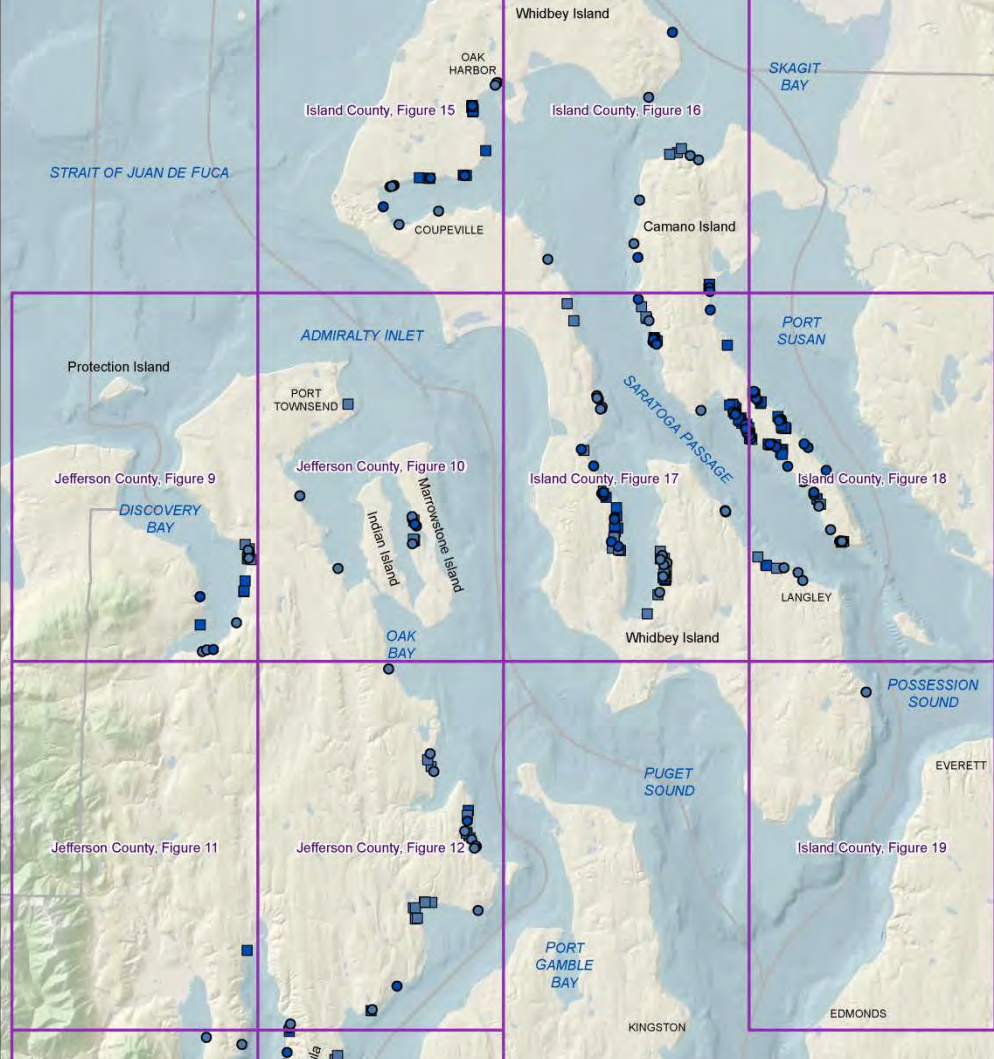 Whidbey Island
OAK
HARBOR
SKAGIT
BAY
Island County, Figure 15
Island County, Figure 16
STRAIT OF JUAN DE FUCA
Camano Island
COUPEVILLE
ADMIRALTY INLET
PORT
SUSAN
Protection Island
PORT
TOWNSEND
SARATOGA PASSAGE
Jefferson County, Figure 9
Jefferson County, Figure 10
Island County, Figure 17
Island County, Figure 18
DISCOVERY
BAY
Indian Island
Marrowstone Island
LANGLEY
OAK
BAY
Whidbey Island
POSSESSION
SOUND
EVERETT
PUGET
SOUND
Jefferson County, Figure 11
Jefferson County, Figure 12
Island County, Figure 19
PORT
GAMBLE
BAY
EDMONDS
KINGSTON